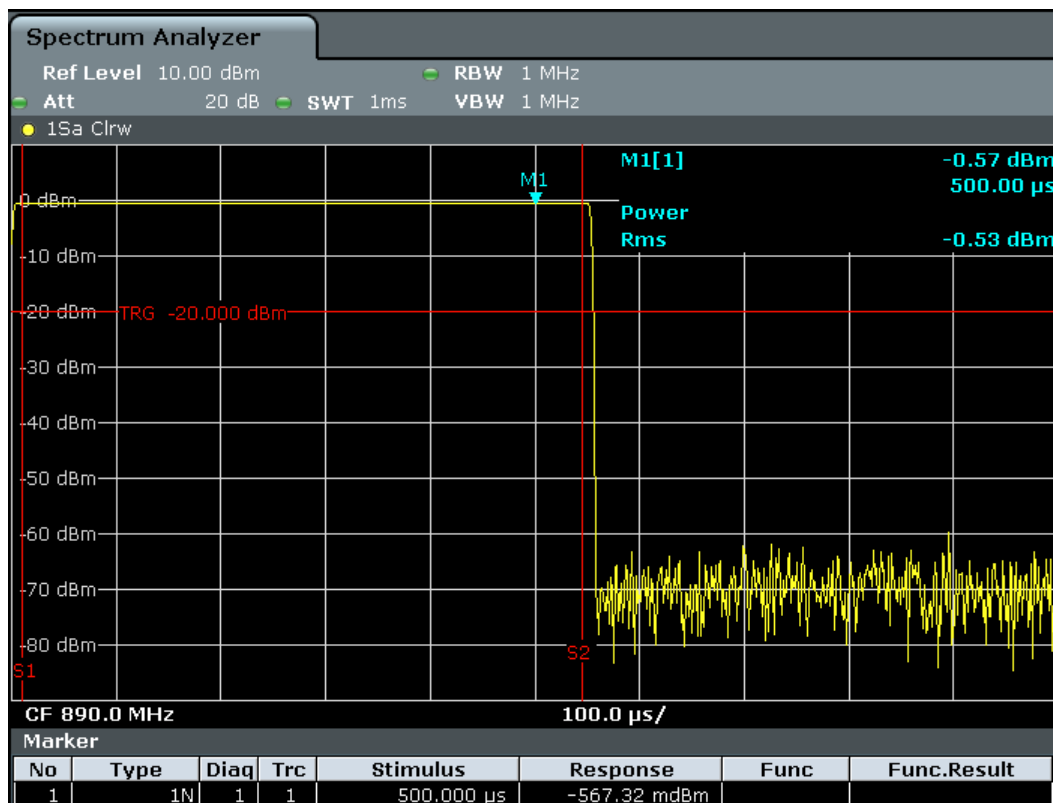 Spectrum Analyzer
Ref Level 10.00 dBm RBW 1 MHz
Att 20 dB SWT 1ms VBW 1 MHz
1Sa Clrw
M1[1] -0.57 dBm
500.00 µs
M1
0 dBm
Power
Rms -0.53 dBm
-10 dBm
-20 dBm TRG -20.000 dBm
-30 dBm
-40 dBm
-50 dBm
-60 dBm
-70 dBm
-80 dBm
S2
S1
CF 890.0 MHz 100.0 µs/
Marker
No Type Diaq Trc Stimulus Response Func Func.Result
1 1N 1 1 500.000 µs -567.32 mdBm